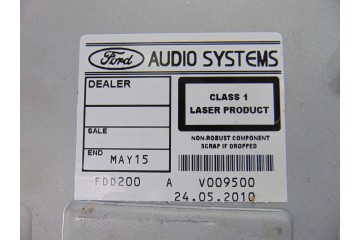 Ford AUDIO SYSTEMS
DEALER
CLASS 1
LASER PRODUCT
SALE
NON-ROBUST COMPONENT
SCRAP IF DROPPED
END MAY15
FDD200 A V009500
24.05.2010